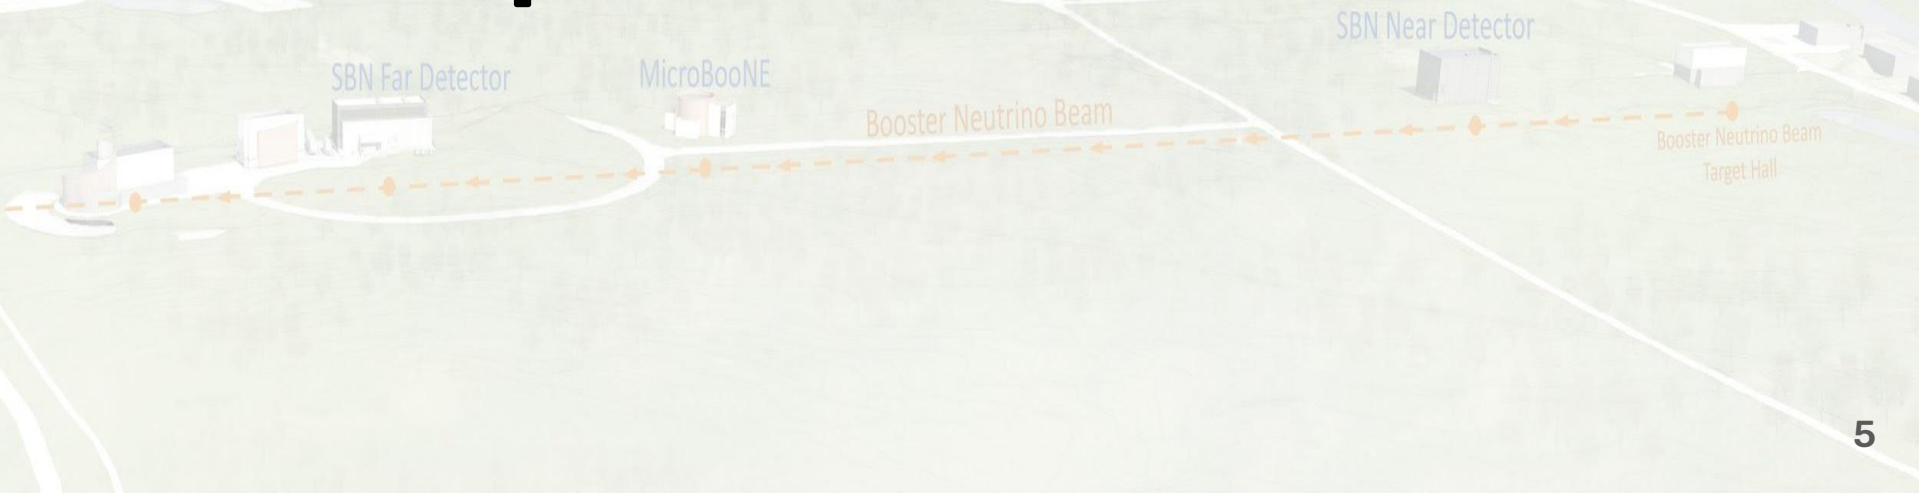 SBN Near Detector
SBN Far Detector
MicroBooNE
Booster Neutrino Beam
Booster Neutrino Beam
Target Hall
5